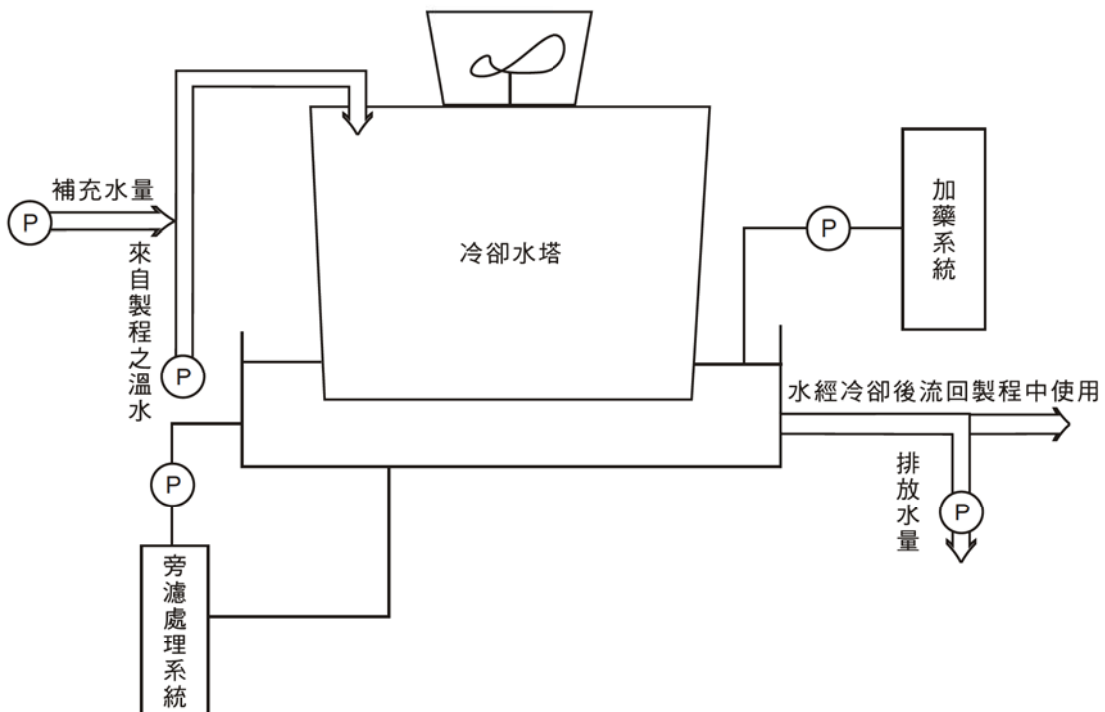 補充水量
P
來自製程之溫水
P
冷卻水塔
P
加藥系統
水經冷卻後流回製程中使用
排放水量
P
P
旁濾處理系統